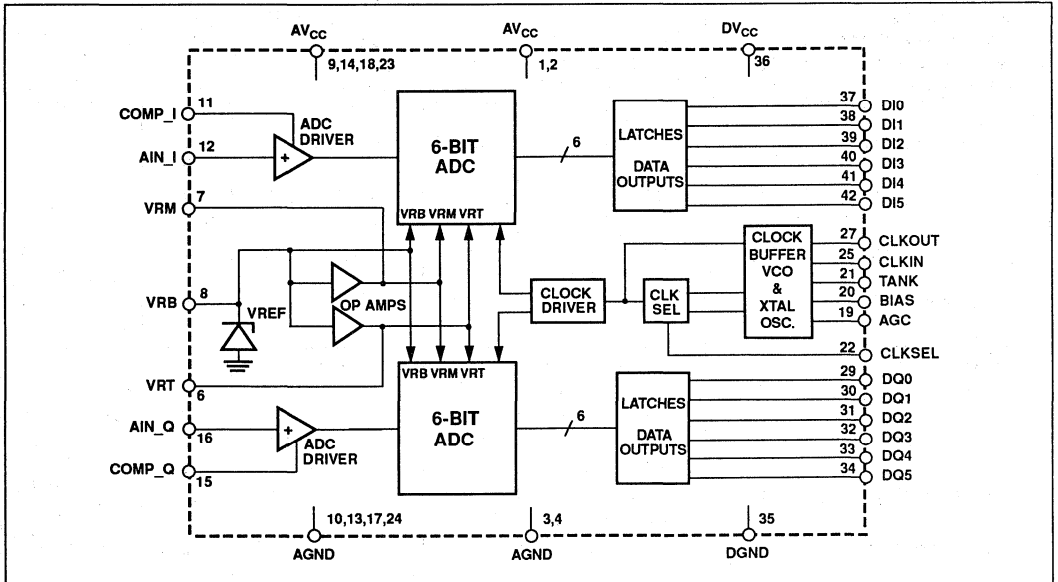 AVCC
AVCC
DVCC
9,14,18,23
1,2
36
COMP_I
11
ADC
DRIVER
+
AIN_I
12
6-BIT
ADC
VRB VRM VRT
6
LATCHES
DATA
OUTPUTS
37
DI0
38
DI1
39
DI2
40
DI3
41
DI4
42
DI5
VRM
7
VRB
8
VREF
OP AMPS
CLOCK
DRIVER
CLK
SEL
CLOCK
BUFFER
VCO
&
XTAL
OSC.
27
CLKOUT
25
CLKIN
21
TANK
20
BIAS
19
AGC
22
CLKSEL
VRT
6
AIN_Q
16
+
ADC
DRIVER
COMP_Q
15
VRB VRM VRT
6-BIT
ADC
6
LATCHES
DATA
OUTPUTS
29
DQ0
30
DQ1
31
DQ2
32
DQ3
33
DQ4
34
DQ5
10,13,17,24
3,4
35
AGND
AGND
DGND